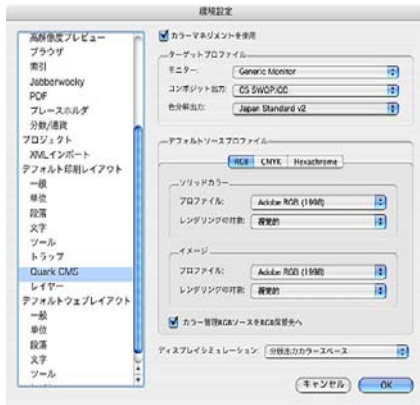 環境設定
高解像度プレビュー
ブラウザ
索引
Jabberwocky
PDF
プレースホルダ
分数/通貨
プロジェクト
XMLインポート
デフォルト印刷レイアウト
一般
単位
段落
文字
ツール
トラップ
Quark CMS
レイヤー
デフォルトウェブレイアウト
一般
単位
段落
文字
ツール
カラーマネジメントを使用
ターゲットプロファイル
モニター: Generic Monitor
コンポジット出力: CS SWOP.ICC
色分解出力: Japan Standard v2
デフォルトソースプロファイル
RGB CMYK Hexachrome
ソリッドカラー
プロファイル: Adobe RGB (1998)
レンダリングの対象: 視覚的
イメージ
プロファイル: Adobe RGB (1998)
レンダリングの対象: 視覚的
カラー管理RGBソースをRGB保管先へ
ディスプレイシミュレーション: 分版出力カラースペース
キャンセル OK